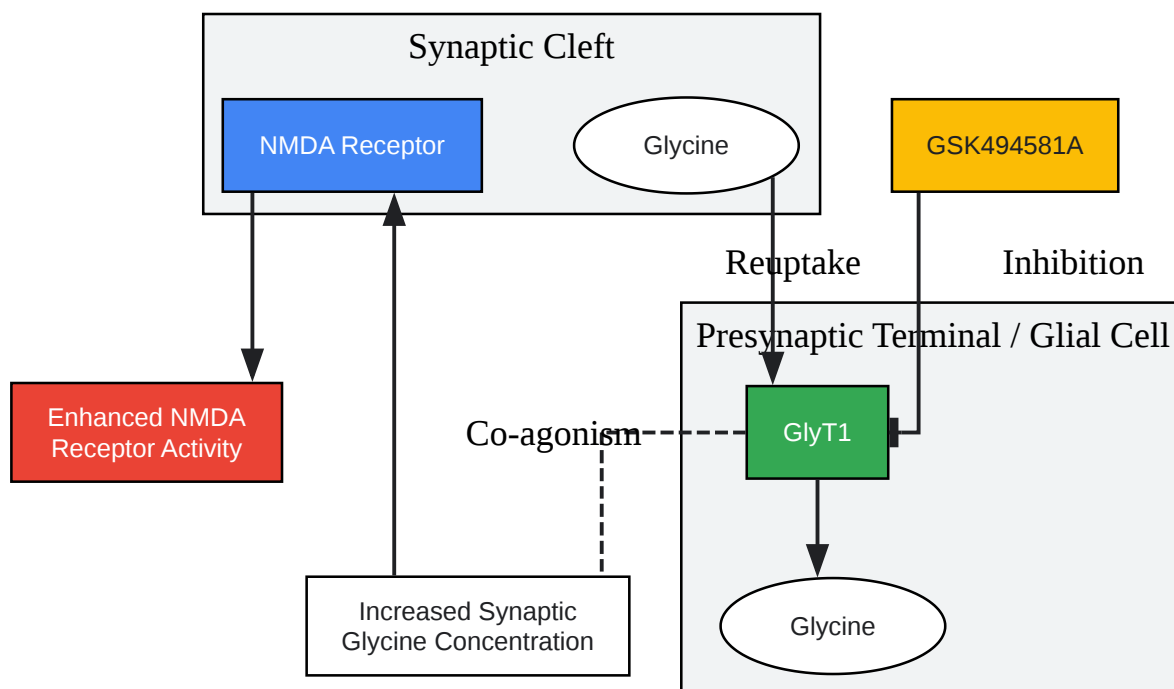 Synaptic Cleft
NMDA Receptor
Glycine
GSK494581A
Reuptake
Inhibition
Presynaptic Terminal / Glial Cell
Enhanced NMDA
Receptor Activity
Co-agonism
GlyT1
Increased Synaptic
Glycine Concentration
Glycine